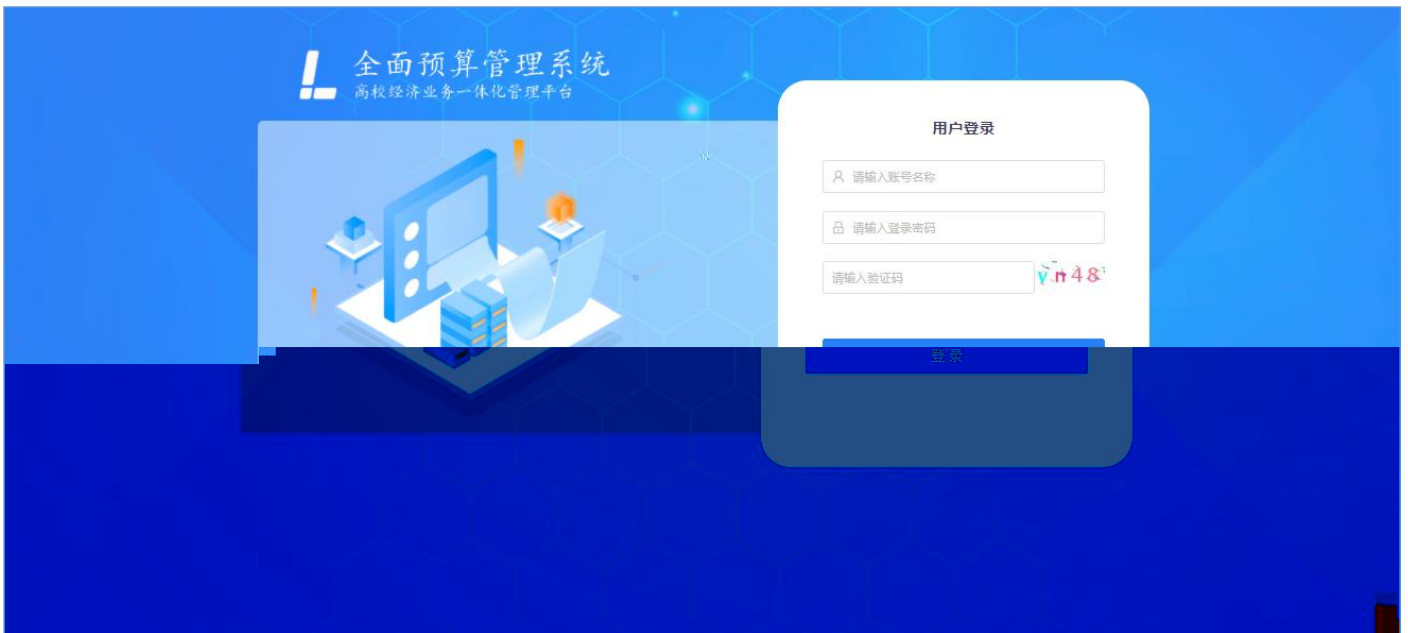 全面预算管理系统
高校经济业务一体化管理平台
用户登录
请输入账号名称
请输入登录密码
请输入验证码
登录